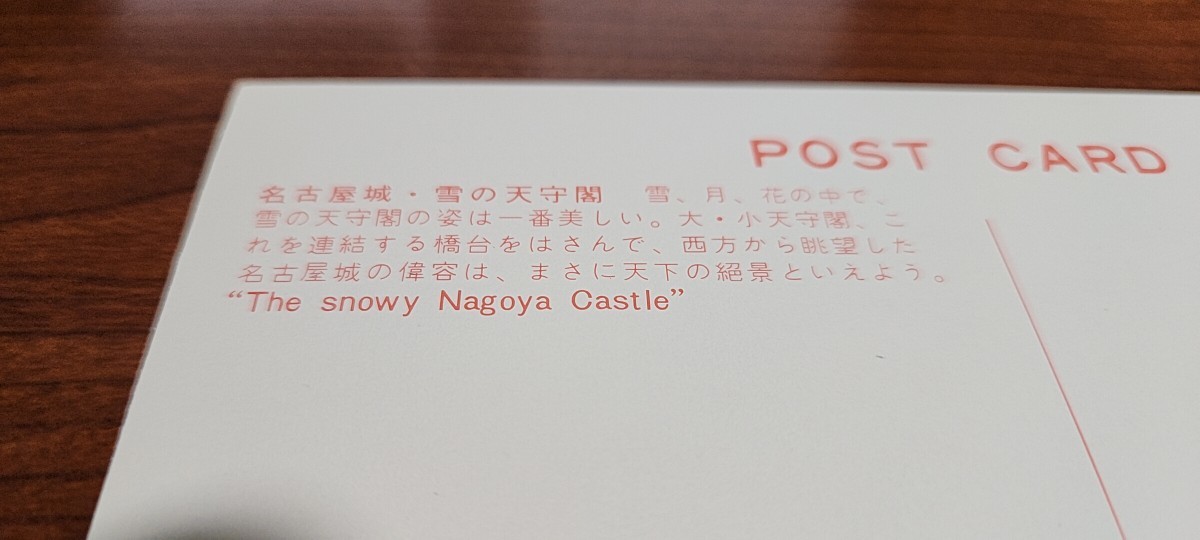 POST CARD
名古屋城・雪の天守閣　雪、月、花の中で、
雪の天守閣の姿は一番美しい。大・小天守閣、こ
れを連結する橋台をはさんで、西方から眺望した
名古屋城の偉容は、まさに天下の絶景といえよう。
“The snowy Nagoya Castle”